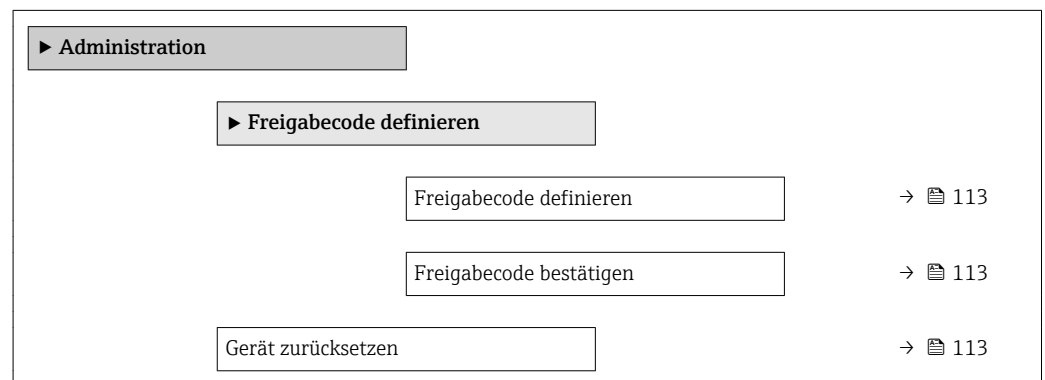 ▶ Administration
▶ Freigabecode definieren
Freigabecode definieren → 113
Freigabecode bestätigen → 113
Gerät zurücksetzen → 113